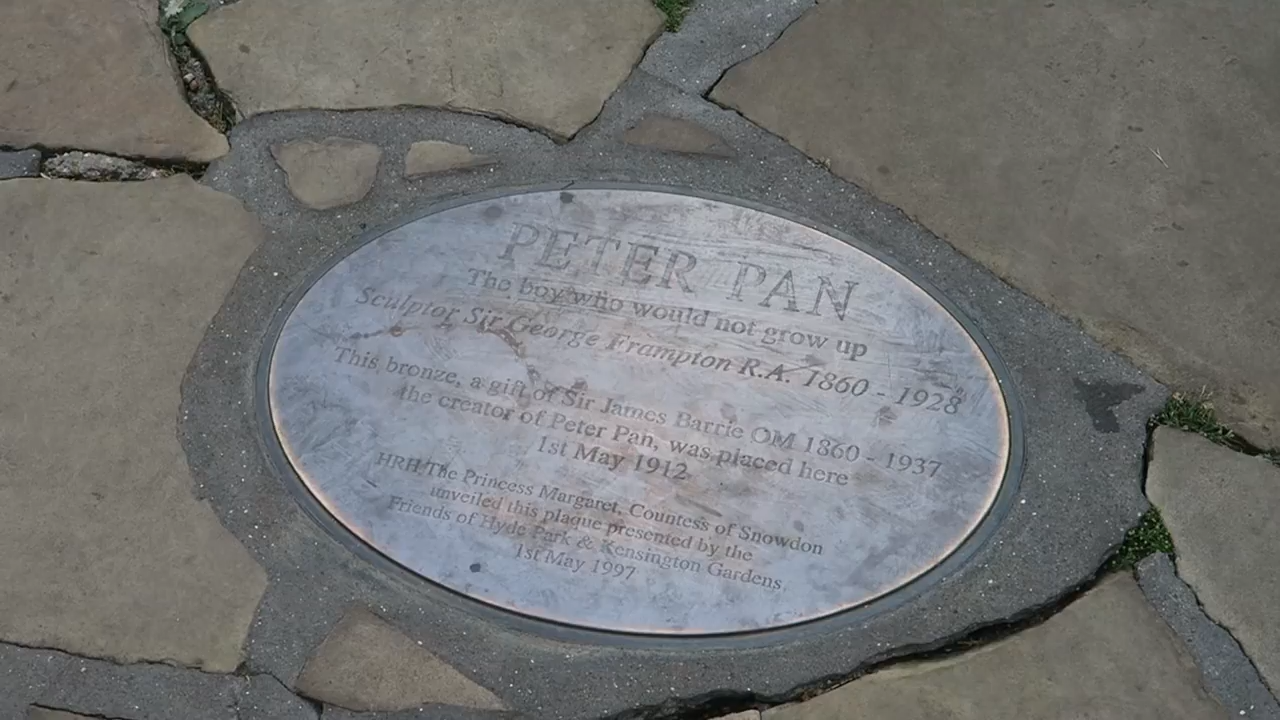 PETER PAN
The boy who would not grow up
Sculptor Sir George Frampton R.A. 1860 - 1928
This bronze, a gift of Sir James Barrie OM 1860 - 1937
the creator of Peter Pan, was placed here
1st May 1912
HRH The Princess Margaret, Countess of Snowdon
unveiled this plaque presented by the
Friends of Hyde Park & Kensington Gardens
1st May 1997